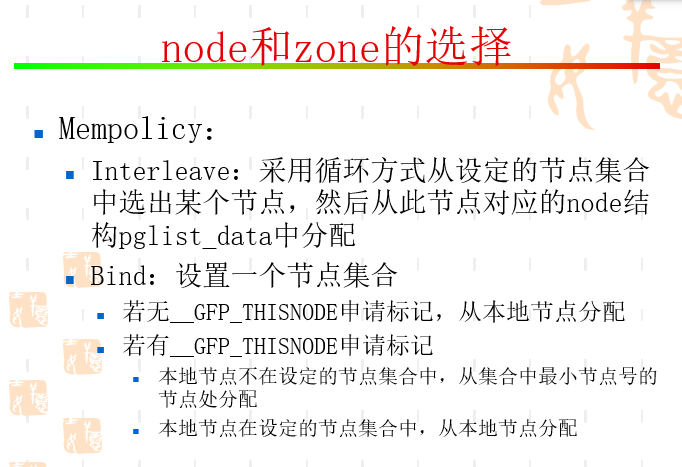 node和zone的选择
Mempolicy：
Interleave：采用循环方式从设定的节点集合
中选出某个节点，然后从此节点对应的node结
构pglist_data中分配
Bind：设置一个节点集合
若无__GFP_THISNODE申请标记，从本地节点分配
若有__GFP_THISNODE申请标记
本地节点不在设定的节点集合中，从集合中最小节点号的
节点处分配
本地节点在设定的节点集合中，从本地节点分配